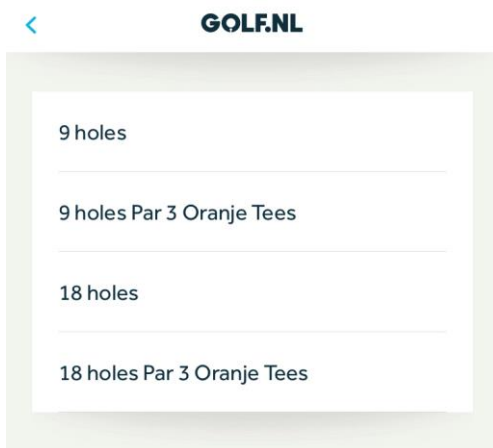 GOLF.NL
9 holes
9 holes Par 3 Oranje Tees
18 holes
18 holes Par 3 Oranje Tees